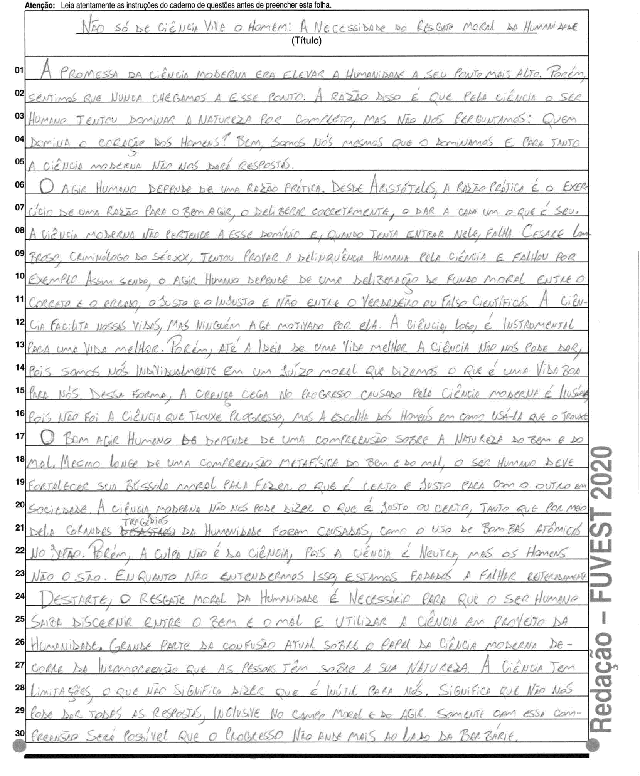 Atenção: Leia atentamente as instruções do caderno de questões antes de preencher esta folha.
NÃO SÓ DE CIÊNCIA VIVE O HOMEM: A NECESSIDADE DO RESGATE MORAL DA HUMANIDADE
(Título)
01 A PROMESSA DA CIÊNCIA MODERNA ERA ELEVAR A HUMANIDADE A SEU PONTO MAIS ALTO. PORÉM,
02 SENTIMOS QUE NUNCA CHEGAMOS A ESSE PONTO. A RAZÃO DISSO É QUE PELA CIÊNCIA O SER
03 HUMANO TENTOU DOMINAR A NATUREZA POR COMPLETO, MAS NÃO NOS PERGUNTAMOS: QUEM
04 DOMINA O CORAÇÃO DOS HOMENS? BEM, SOMOS NÓS MESMOS QUE O DOMINAMOS E PARA TANTO
05 A CIÊNCIA MODERNA NÃO NOS DARÁ RESPOSTAS.
06 O AGIR HUMANO DEPENDE DE UMA RAZÃO PRÁTICA. DESDE ARISTÓTELES, A RAZÃO PRÁTICA É O EXER
07 CÍCIO DE UMA RAZÃO PARA O BEM AGIR, O DELIBERAR CORRETAMENTE, O DAR A CADA UM O QUE É SEU.
08 A CIÊNCIA MODERNA NÃO PERTENCE A ESSE DOMÍNIO E, QUANDO TENTA ENTRAR NELE, FALHA. CESARE LOM
09 BROSO, CRIMINÓLOGO DO SÉC XIX, TENTOU PROVAR A DELINQUÊNCIA HUMANA PELA CIÊNCIA E FALHOU POR
10 EXEMPLO. ASSIM SENDO, O AGIR HUMANO DEPENDE DE UMA DELIBERAÇÃO DE FUNDO MORAL ENTRE O
11 CORRETO E O ERRADO, O JUSTO E O INJUSTO E NÃO ENTRE O VERDADEIRO OU FALSO CIENTÍFICOS. A CIÊN-
12 CIA FACILITA NOSSAS VIDAS, MAS NINGUÉM AGE MOTIVADO POR ELA. A CIÊNCIA, LOGO, É INSTRUMENTAL
13 PARA UMA VIDA MELHOR. PORÉM, ATÉ A IDEIA DE UMA VIDA MELHOR A CIÊNCIA NÃO NOS PODE DAR,
14 POIS SOMOS NÓS INDIVIDUALMENTE EM UM JUÍZO MORAL QUE DIZEMOS O QUE É UMA VIDA BOA
15 PARA NÓS. DESSA FORMA, A CRENÇA CEGA NO PROGRESSO CAUSADO PELA CIÊNCIA MODERNA É ILUSÓRIA
16 POIS NÃO FOI A CIÊNCIA QUE TROUXE PROGRESSO, MAS A ESCOLHA DOS HOMENS EM COMO USÁ-LA QUE O TROUXE
17 O BOM AGIR HUMANO DE DEPENDE DE UMA COMPREENSÃO SOBRE A NATUREZA DO BEM E DO
18 MAL. MESMO LONGE DE UMA COMPREENSÃO METAFÍSICA DO BEM E DO MAL, O SER HUMANO DEVE
19 FORTALECER SUA BÚSSOLA MORAL PARA FAZER O QUE É CERTO E JUSTO PARA COM O OUTRO EM
20 SOCIEDADE. A CIÊNCIA MODERNA NÃO NOS PODE DIZER O QUE É JUSTO OU CERTO, TANTO QUE POR MEIO
21 DELA GRANDES TRAGÉDIAS DA HUMANIDADE FORAM CAUSADAS, COMO O USO DE BOMBAS ATÔMICAS
22 NO JAPÃO. PORÉM, A CULPA NÃO É DA CIÊNCIA, POIS A CIÊNCIA É NEUTRA, MAS OS HOMENS
23 NÃO O SÃO. ENQUANTO NÃO ENTENDERMOS ISSO, ESTAMOS FADADOS A FALHAR REITERADAMENTE
24 DESTARTE, O RESGATE MORAL DA HUMANIDADE É NECESSÁRIO PARA QUE O SER HUMANO
25 SAIBA DISCERNIR ENTRE O BEM E O MAL E UTILIZAR A CIÊNCIA EM PROVEITO DA
26 HUMANIDADE. GRANDE PARTE DA CONFUSÃO ATUAL SOBRE O PAPEL DA CIÊNCIA MODERNA DE-
27 CORRE DA INCOMPREENSÃO QUE AS PESSOAS TÊM SOBRE A SUA NATUREZA. A CIÊNCIA TEM
28 LIMITAÇÕES, O QUE NÃO SIGNIFICA DIZER QUE É INÚTIL PARA NÓS. SIGNIFICA QUE NÃO NOS
29 PODE DAR TODAS AS RESPOSTAS, INCLUSIVE NO CAMPO MORAL E DO AGIR. SOMENTE COM ESSA COM-
30 PREENSÃO SERÁ POSSÍVEL QUE O PROGRESSO NÃO ANDE MAIS AO LADO DA BARBÁRIE.
Redação – FUVEST 2020